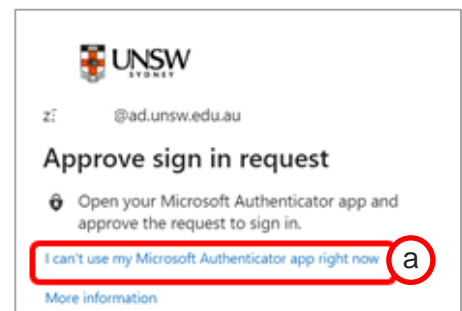 UNSW
SYDNEY
@ad.unsw.edu.au
Approve sign in request
Open your Microsoft Authenticator app and
approve the request to sign in.
I can't use my Microsoft Authenticator app right now
a
More information